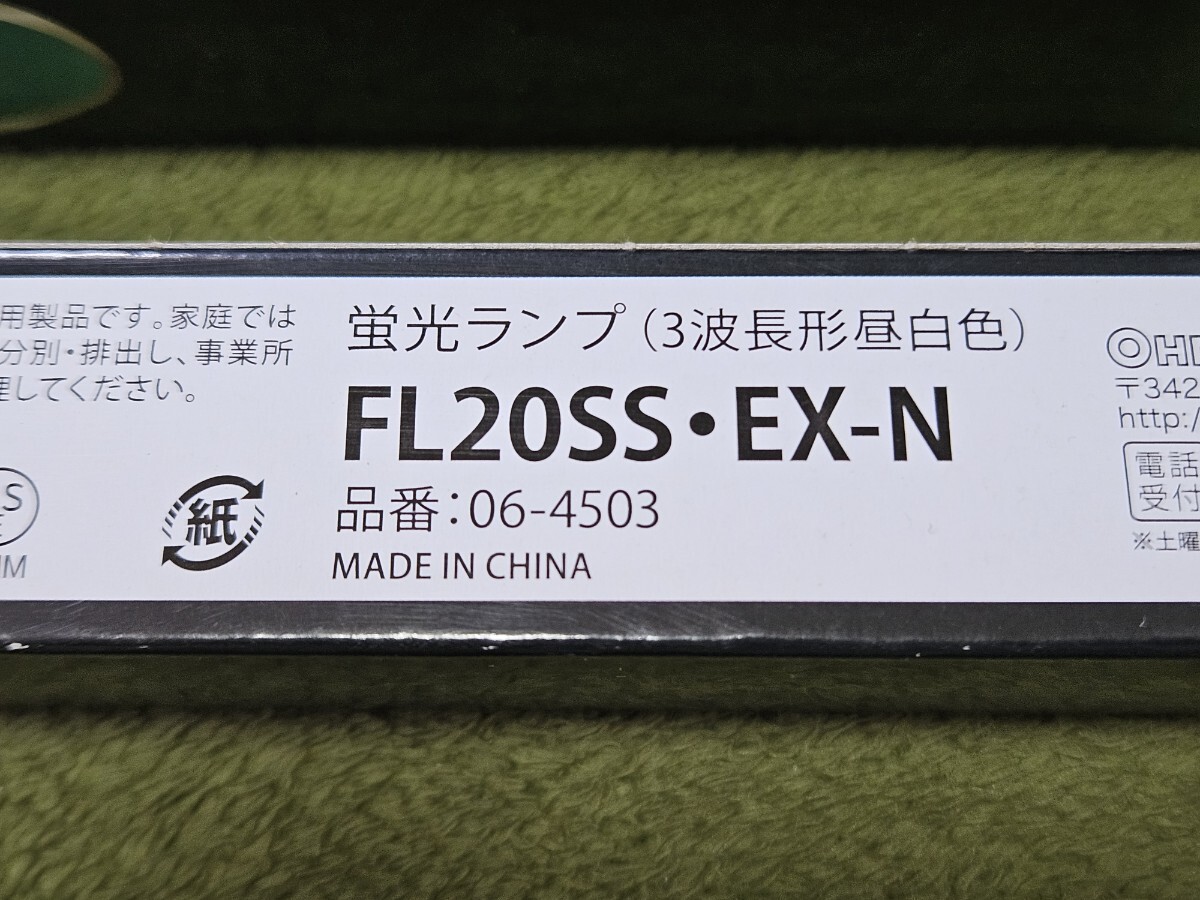 用製品です。家庭では
分別・排出し、事業所
理してください。
紙
蛍光ランプ(3波長形昼白色)
FL20SS・EX-N
品番:06-4503
MADE IN CHINA
〒342
http:/
電話
受付
※土曜